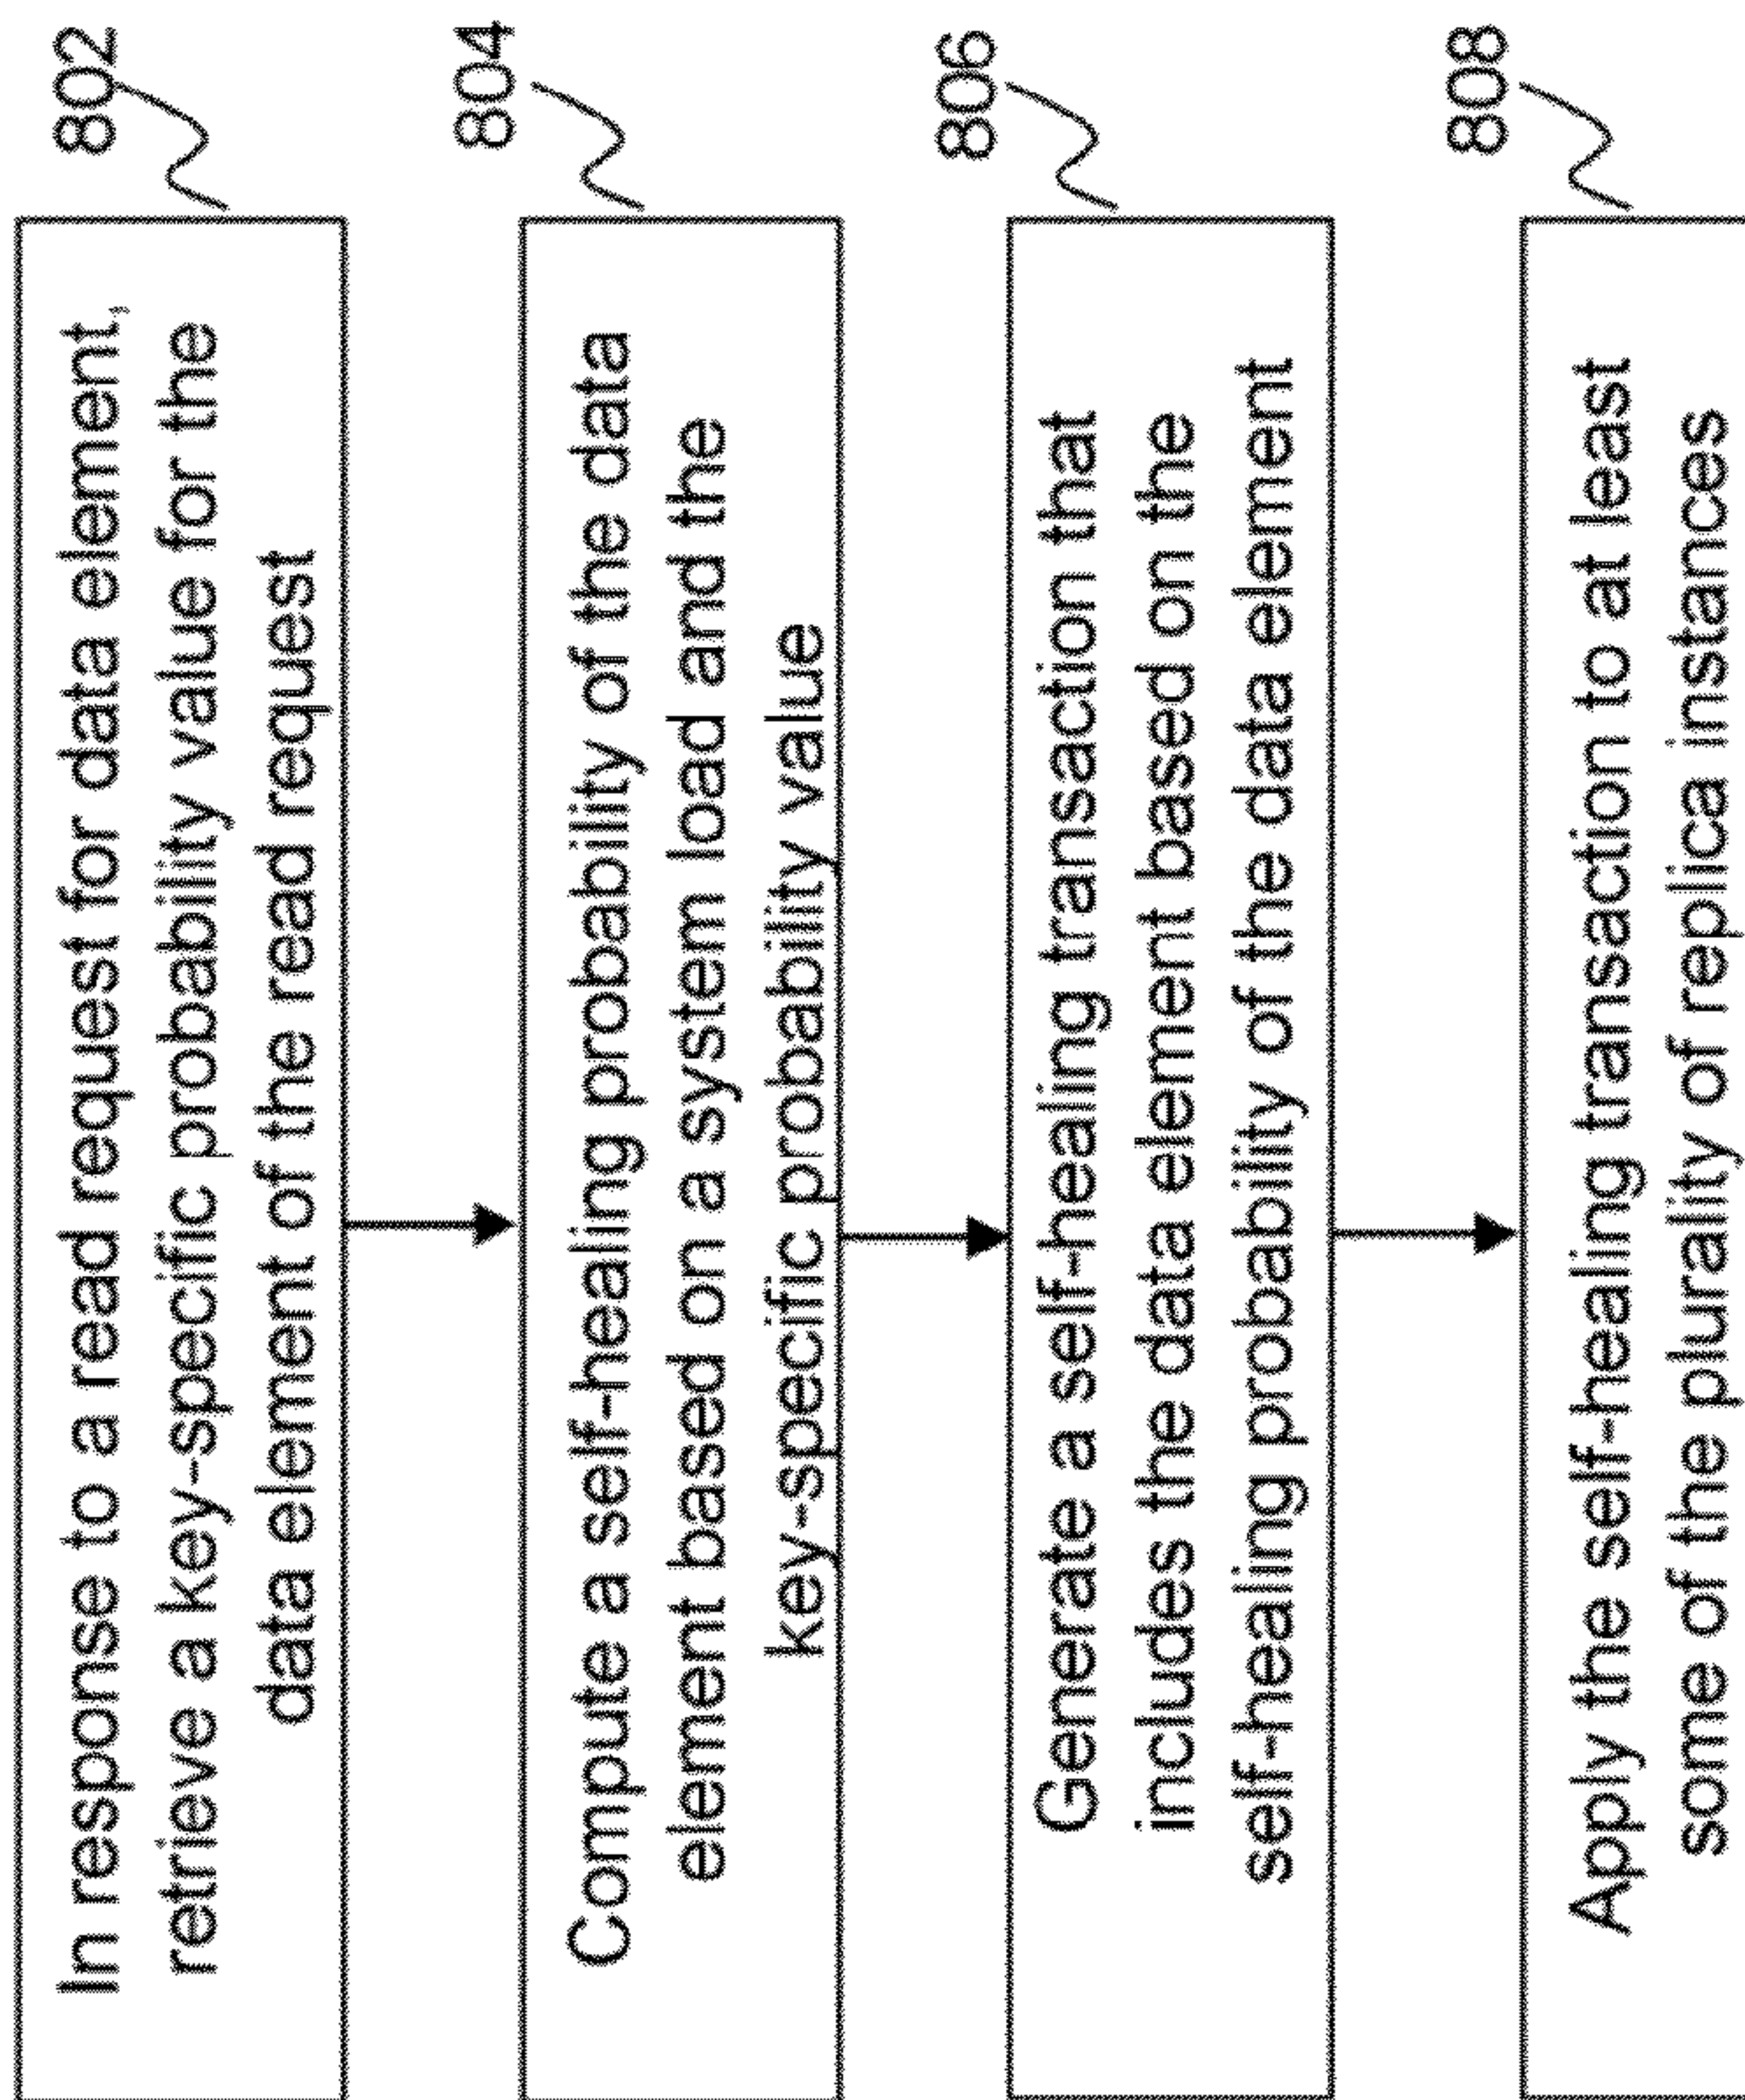 802
In response to a read request for data element,
retrieve a key-specific probability value for the
data element of the read request
804
Compute a self-healing probability of the data
element based on a system load and the
key-specific probability value
806
Generate a self-healing transaction that
includes the data element based on the
self-healing probability of the data element
808
Apply the self-healing transaction to at least
some of the plurality of replica instances